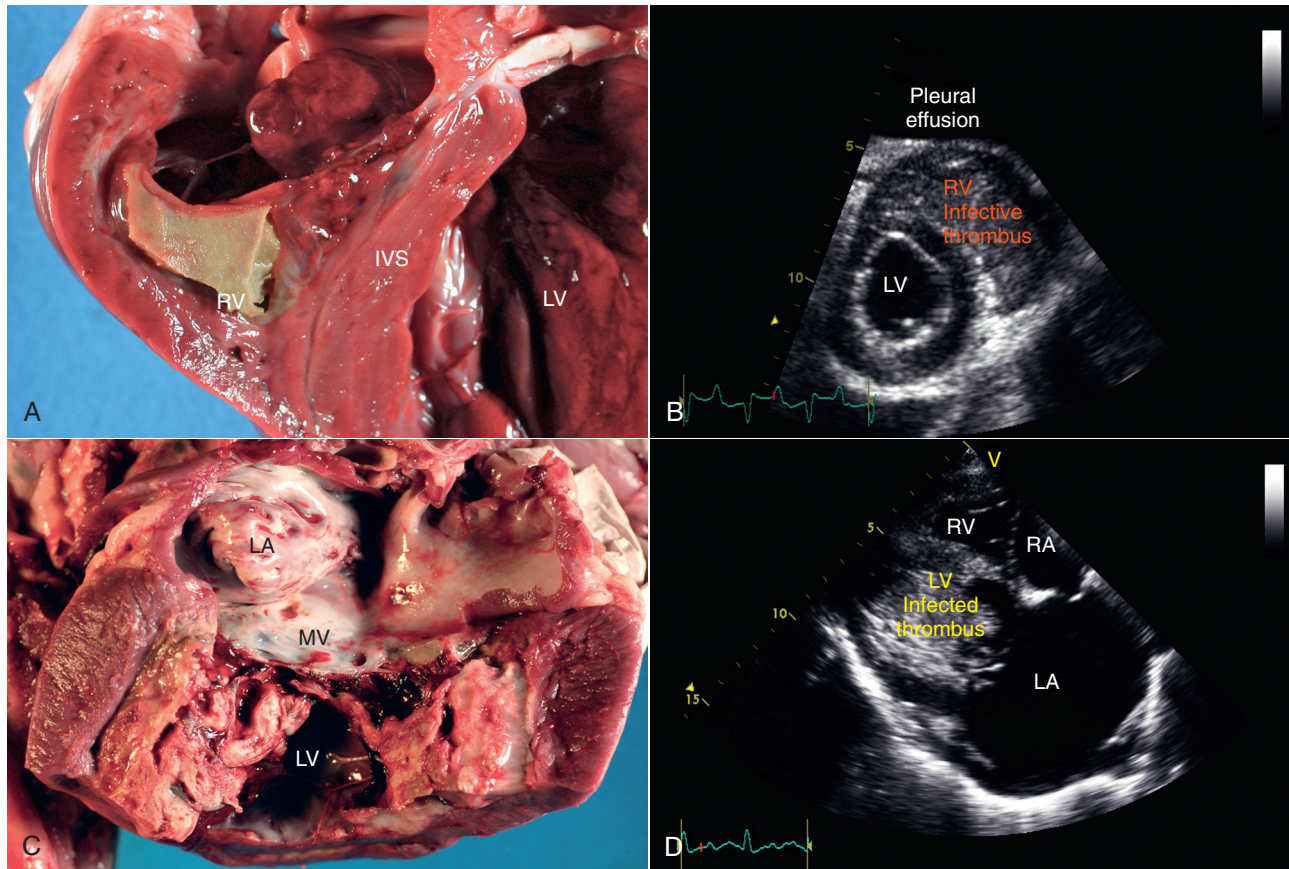 RV
IVS
LV
A
Pleural
effusion
5
RV
Infective
thrombus
10
LV
B
LA
MV
LV
C
V
5
RV
RA
LV
Infected
thrombus
10
LA
15
D